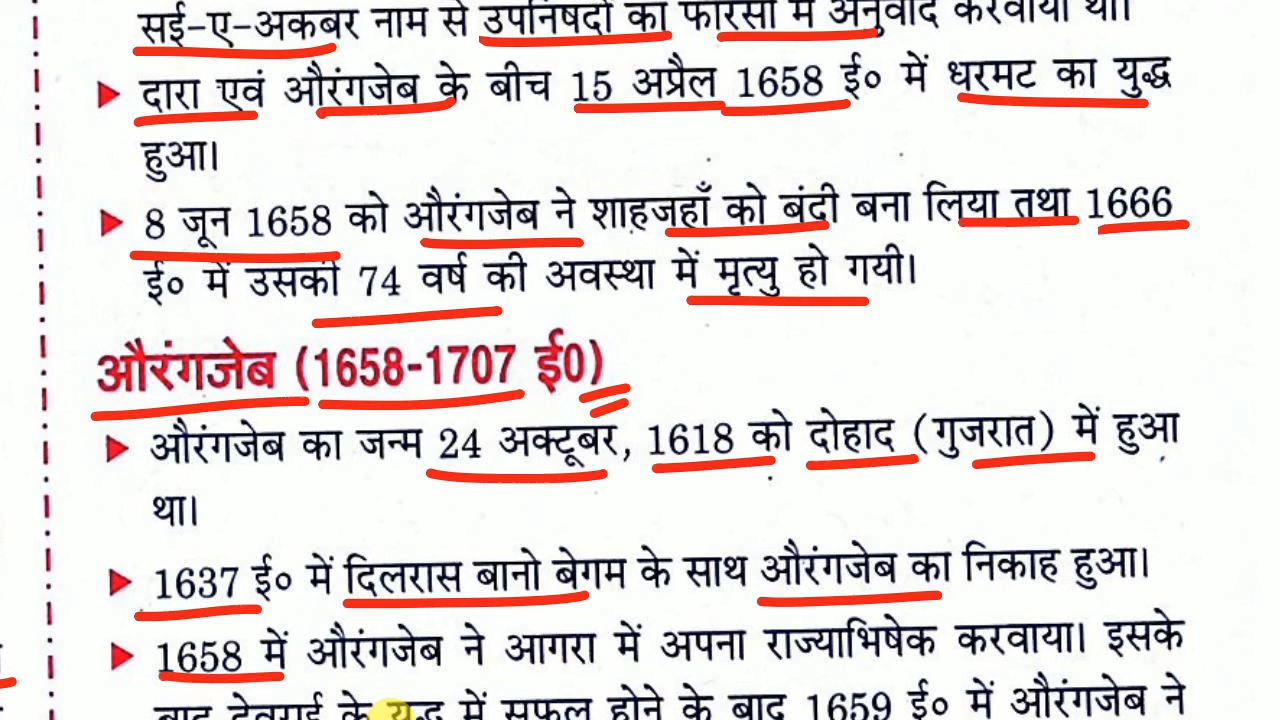 सई-ए-अकबर नाम से उपनिषदों का फारसी में अनुवाद करवाया था।
दारा एवं औरंगजेब के बीच 15 अप्रैल 1658 ई० में धरमट का युद्ध
हुआ।
8 जून 1658 को औरंगजेब ने शाहजहाँ को बंदी बना लिया तथा 1666
ई० में उसकी 74 वर्ष की अवस्था में मृत्यु हो गयी।
औरंगजेब (1658-1707 ई0)
औरंगजेब का जन्म 24 अक्टूबर, 1618 को दोहाद (गुजरात) में हुआ
था।
1637 ई० में दिलरास बानो बेगम के साथ औरंगजेब का निकाह हुआ।
1658 में औरंगजेब ने आगरा में अपना राज्याभिषेक करवाया। इसके
बाद देवराई के युद्ध में सफल होने के बाद 1659 ई० में औरंगजेब ने